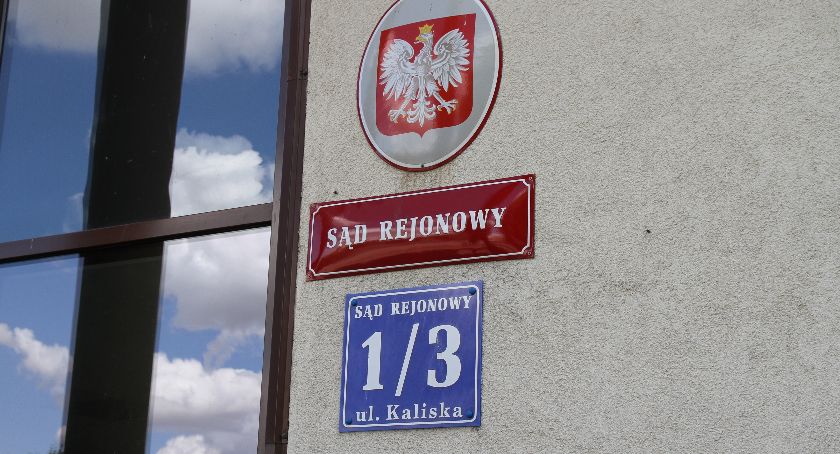 SĄD REJONOWY
SĄD REJONOWY
1/3
ul. Kaliska